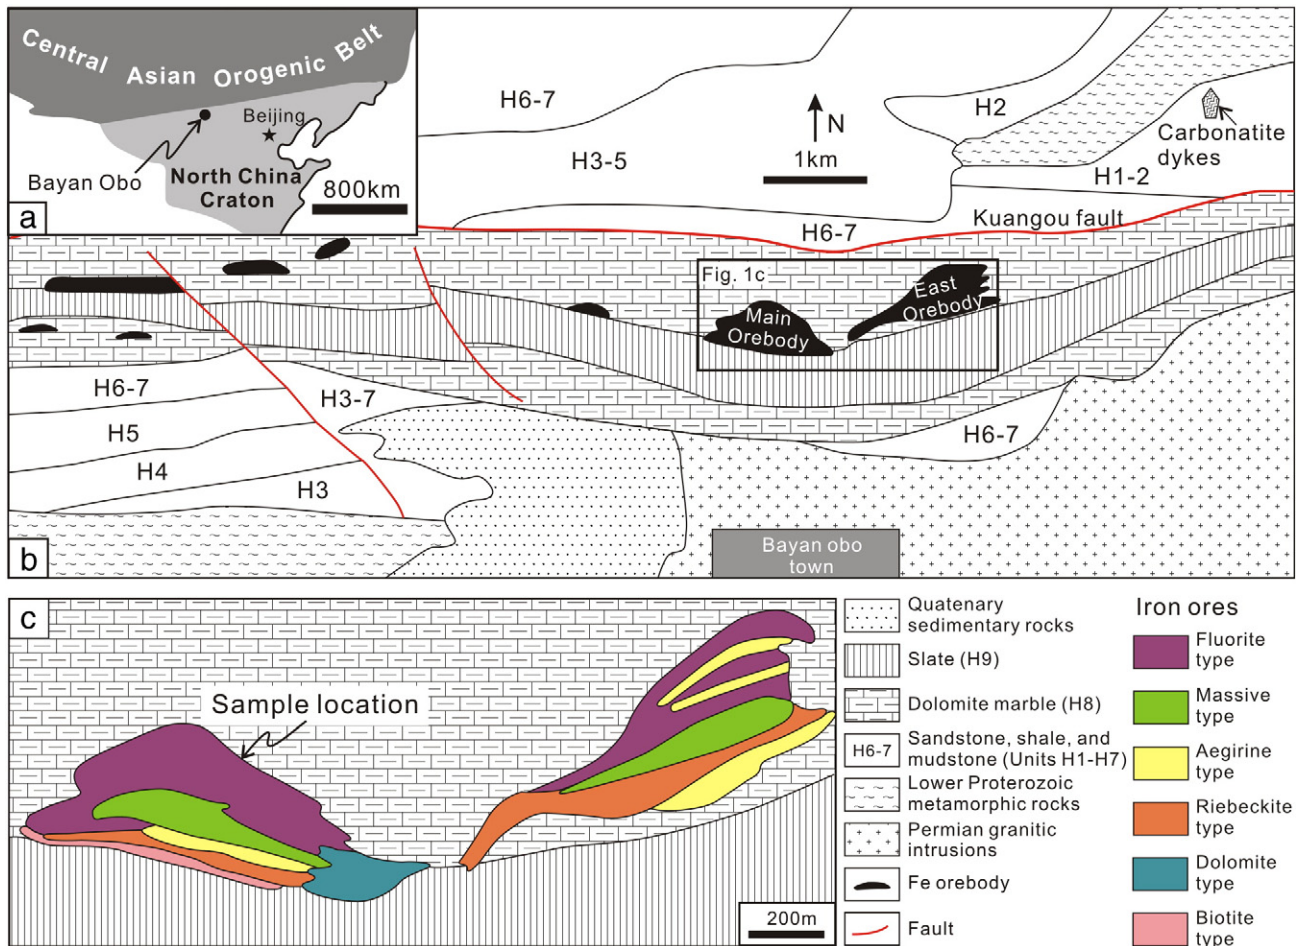 Central Asian Orogenic Belt
Beijing
Bayan Obo
North China
Craton
800km
a
H6-7
H3-5
N
1km
H2
Carbonatite
dykes
H1-2
Kuangou fault
H6-7
Fig. 1c
Main
Orebody
East
Orebody
H6-7
H5
H4
H3
H3-7
H6-7
Bayan obo
town
b
c
Sample location
200m
Quatenary
sedimentary rocks
Slate (H9)
Dolomite marble (H8)
H6-7
Sandstone, shale, and
mudstone (Units H1-H7)
Lower Proterozoic
metamorphic rocks
Permian granitic
intrusions
Fe orebody
Fault
Iron ores
Fluorite
type
Massive
type
Aegirine
type
Riebeckite
type
Dolomite
type
Biotite
type